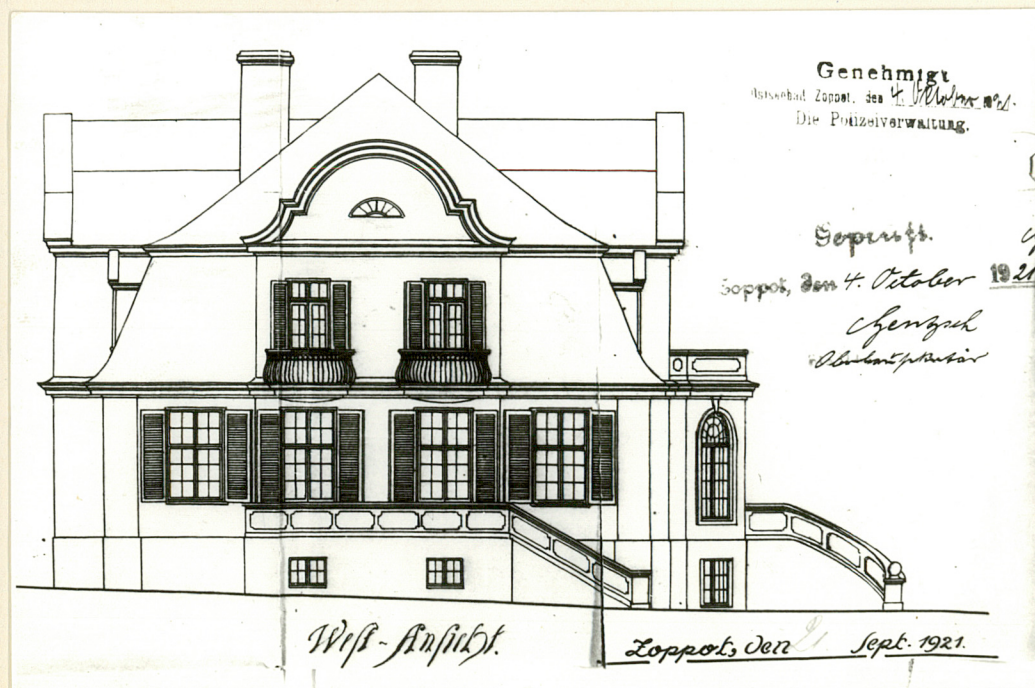 Genehmigt
Ostseebad Zoppot, den 4. Oktober 1921.
Die Polizeiverwaltung.
Geprüft.
Zoppot, den 4. October 1921
West-Ansicht.
Zoppot, den Sept. 1921.